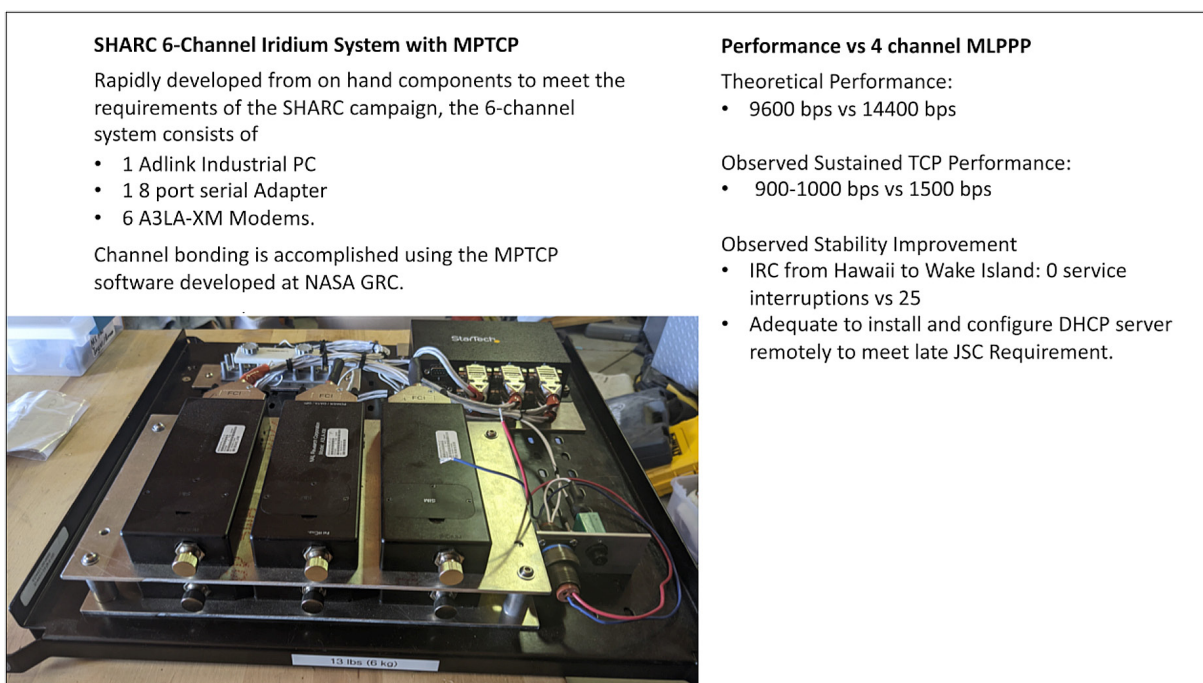 SHARC 6-Channel Iridium System with MPTCP
Rapidly developed from on hand components to meet the
requirements of the SHARC campaign, the 6-channel
system consists of
• 1 Adlink Industrial PC
• 1 8 port serial Adapter
• 6 A3LA-XM Modems.
Channel bonding is accomplished using the MPTCP
software developed at NASA GRC.
StarTech
FCI
FCI
FCI
13 lbs (6 kg)
Performance vs 4 channel MLPPP
Theoretical Performance:
• 9600 bps vs 14400 bps
Observed Sustained TCP Performance:
• 900-1000 bps vs 1500 bps
Observed Stability Improvement
• IRC from Hawaii to Wake Island: 0 service
interruptions vs 25
• Adequate to install and configure DHCP server
remotely to meet late JSC Requirement.